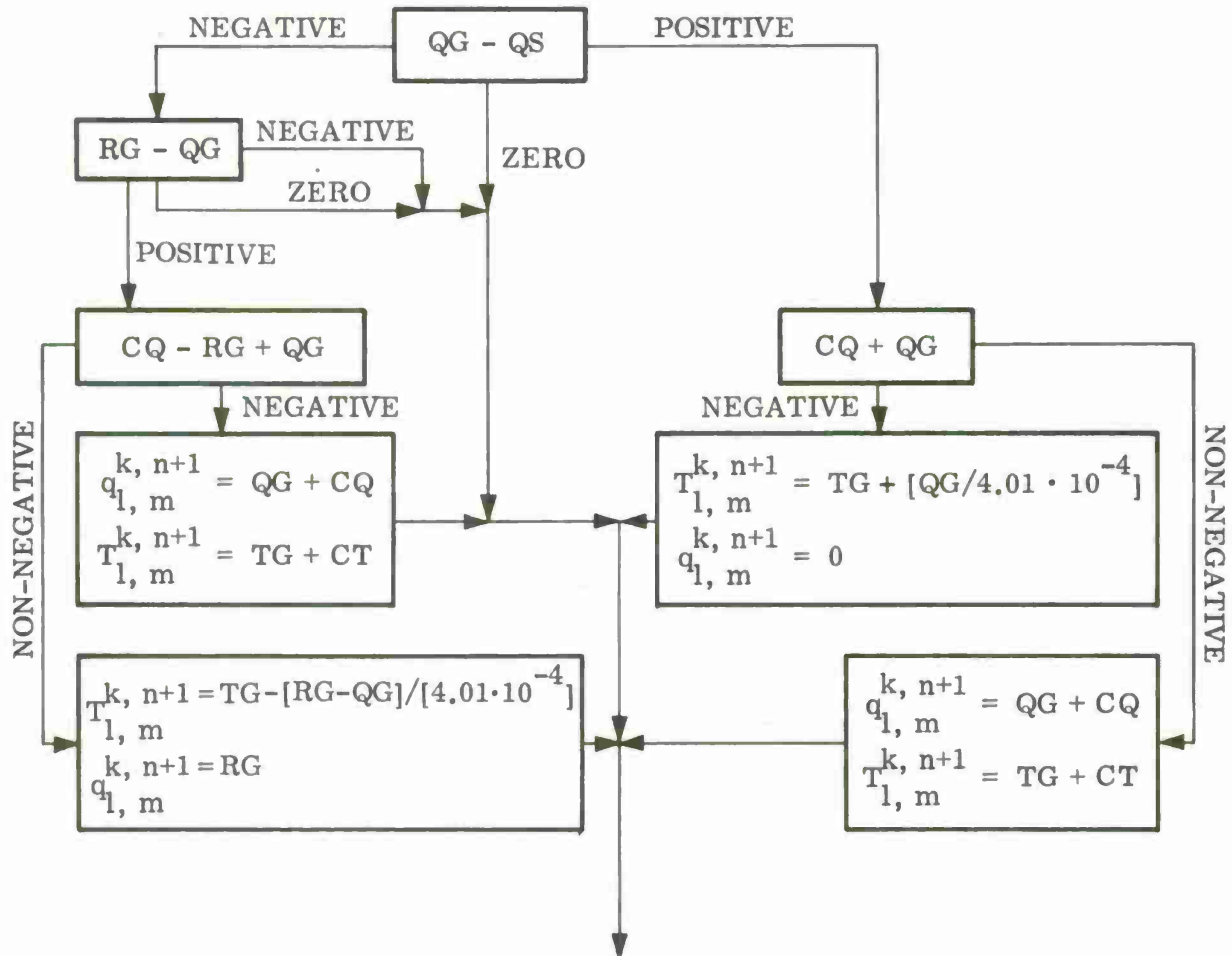 NEGATIVE
QG – QS
POSITIVE
RG – QG
NEGATIVE
ZERO
ZERO
POSITIVE
CQ – RG + QG
CQ + QG
NEGATIVE
NEGATIVE
NON-NEGATIVE
NON-NEGATIVE
q k, n+1 l, m = QG + CQ
T k, n+1 l, m = TG + CT
T k, n+1 l, m = TG + [QG/4.01 · 10 -4]
q k, n+1 l, m = 0
T k, n+1 l, m = TG-[RG-QG]/[4.01·10 -4]
q k, n+1 l, m = RG
q k, n+1 l, m = QG + CQ
T k, n+1 l, m = TG + CT